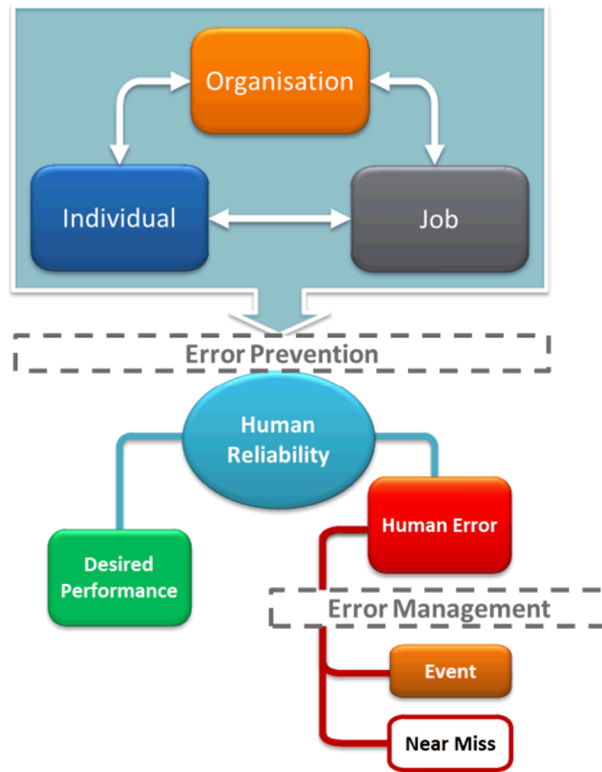 Organisation
Individual
Job
Error Prevention
Human
Reliability
Human Error
Desired
Performance
Error Management
Event
Near Miss